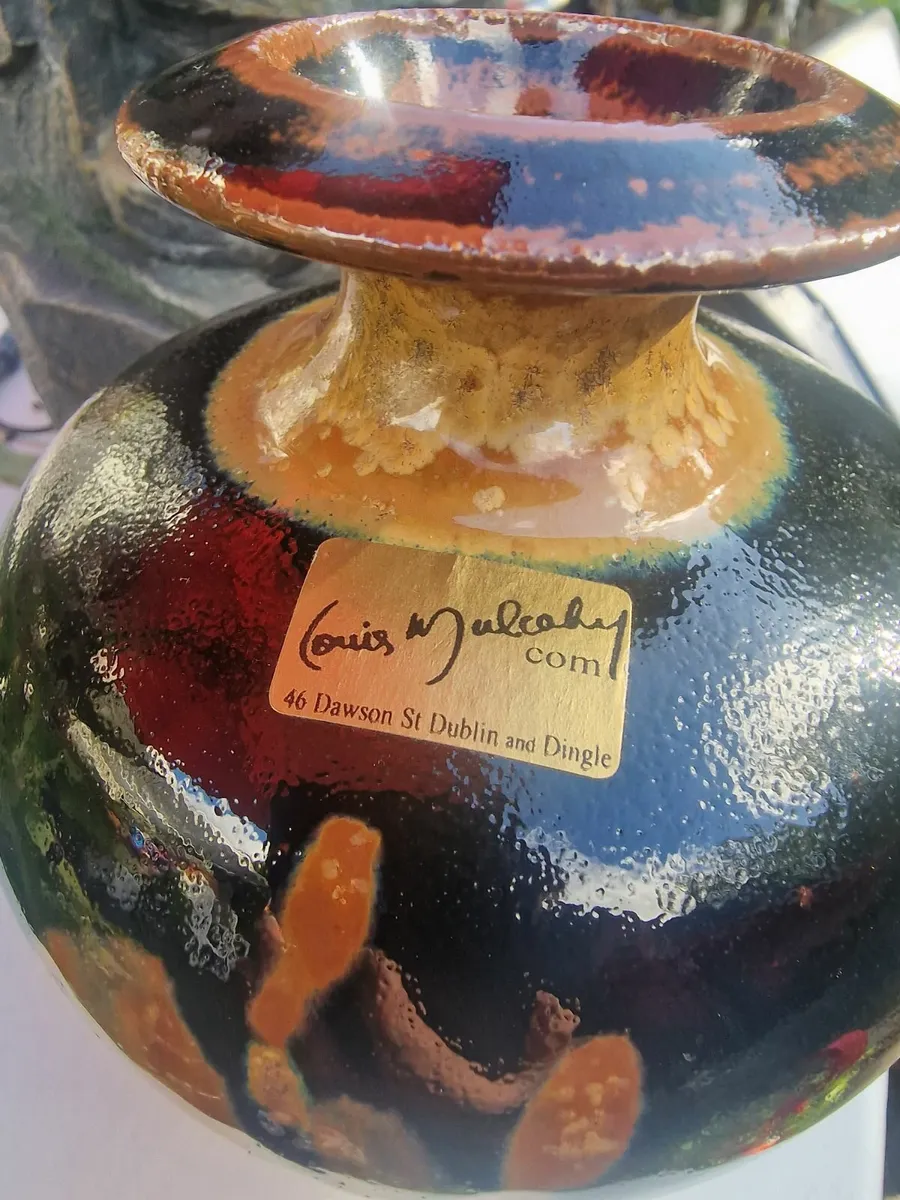 Louis Mulcahy
com
46 Dawson St Dublin and Dingle